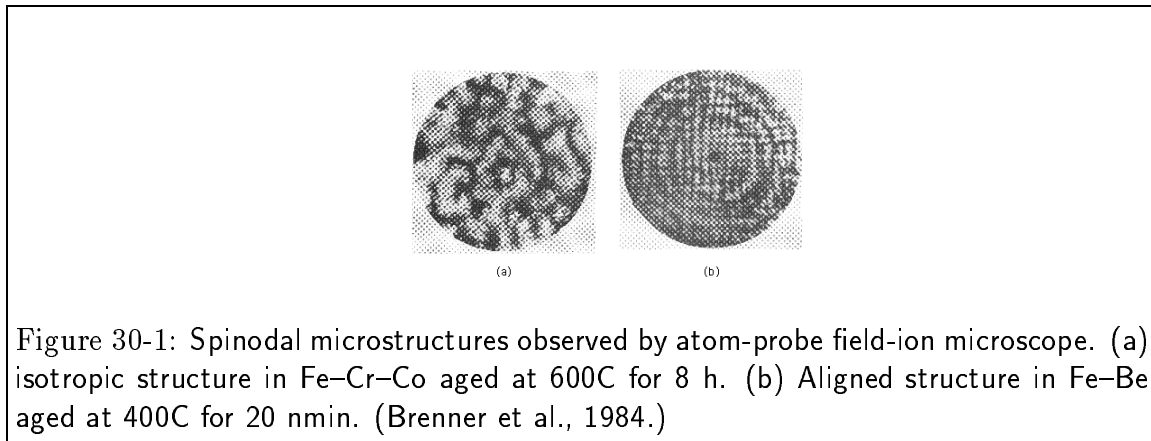 (a)
(b)
Figure 30-1: Spinodal microstructures observed by atom-probe field-ion microscope. (a)
isotropic structure in Fe–Cr–Co aged at 600C for 8 h. (b) Aligned structure in Fe–Be
aged at 400C for 20 nmin. (Brenner et al., 1984.)